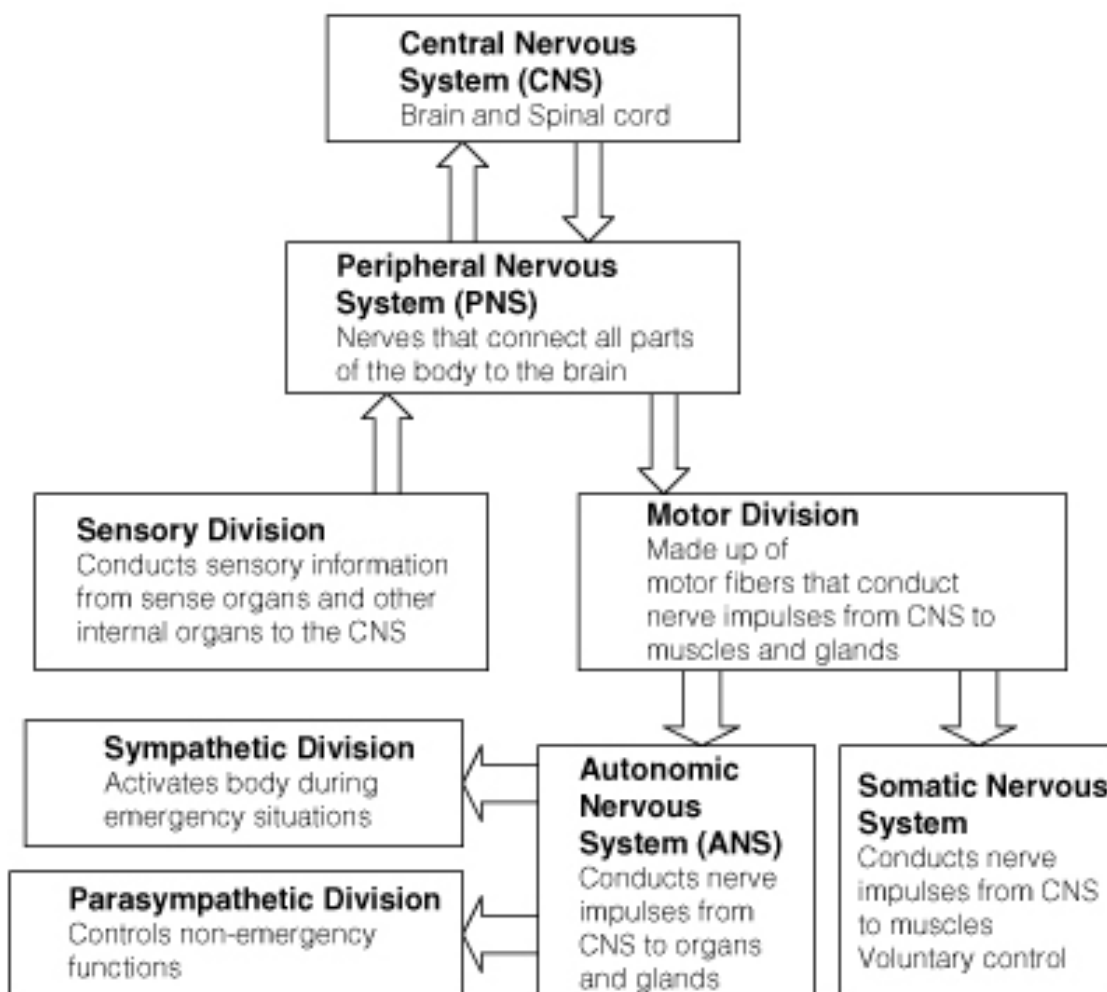 Central Nervous
System (CNS)
Brain and Spinal cord
Peripheral Nervous
System (PNS)
Nerves that connect all parts
of the body to the brain
Sensory Division
Conducts sensory information
from sense organs and other
internal organs to the CNS
Motor Division
Made up of
motor fibers that conduct
nerve impulses from CNS to
muscles and glands
Sympathetic Division
Activates body during
emergency situations
Parasympathetic Division
Controls non-emergency
functions
Autonomic
Nervous
System (ANS)
Conducts nerve
impulses from
CNS to organs
and glands
Somatic Nervous
System
Conducts nerve
impulses from CNS
to muscles
Voluntary control